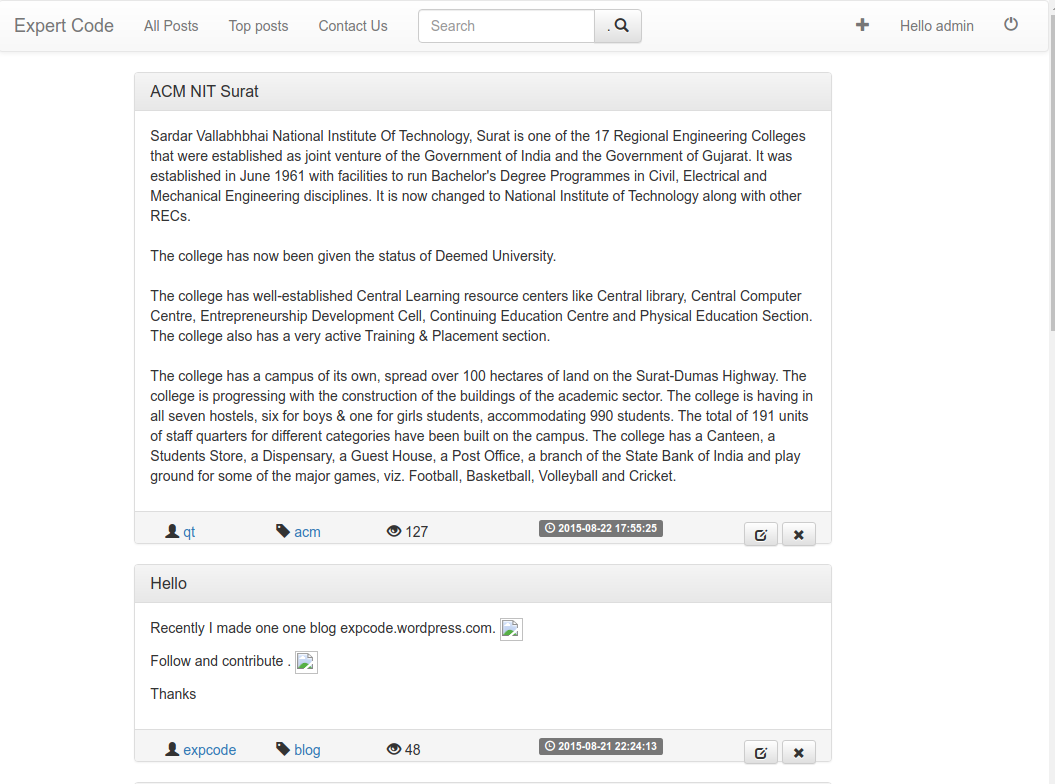 Expert Code All Posts Top posts Contact Us Search . Hello admin
ACM NIT Surat
Sardar Vallabhbhai National Institute Of Technology, Surat is one of the 17 Regional Engineering Colleges
that were established as joint venture of the Government of India and the Government of Gujarat. It was
established in June 1961 with facilities to run Bachelor's Degree Programmes in Civil, Electrical and
Mechanical Engineering disciplines. It is now changed to National Institute of Technology along with other
RECs.
The college has now been given the status of Deemed University.
The college has well-established Central Learning resource centers like Central library, Central Computer
Centre, Entrepreneurship Development Cell, Continuing Education Centre and Physical Education Section.
The college also has a very active Training & Placement section.
The college has a campus of its own, spread over 100 hectares of land on the Surat-Dumas Highway. The
college is progressing with the construction of the buildings of the academic sector. The college is having in
all seven hostels, six for boys & one for girls students, accommodating 990 students. The total of 191 units
of staff quarters for different categories have been built on the campus. The college has a Canteen, a
Students Store, a Dispensary, a Guest House, a Post Office, a branch of the State Bank of India and play
ground for some of the major games, viz. Football, Basketball, Volleyball and Cricket.
qt acm 127 2015-08-22 17:55:25
Hello
Recently I made one one blog expcode.wordpress.com.
Follow and contribute .
Thanks
expcode blog 48 2015-08-21 22:24:13